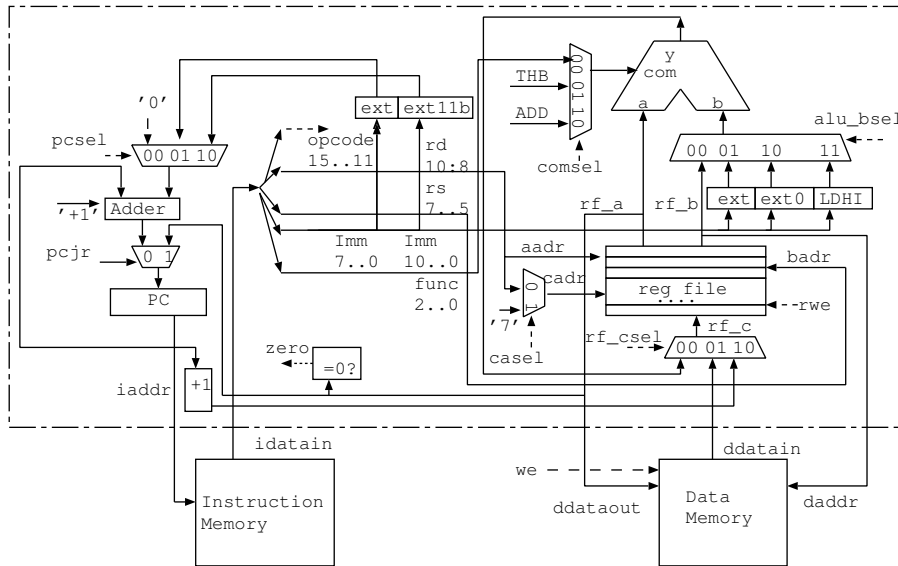 y
com
a
b
THB
ADD
00 01 10
comsel
'0'
pcsel
00 01 10
ext
ext11b
opcode
15..11
rd
10:8
rs
7..5
alu_bsel
00 01 10 11
ext
ext0
LDHI
'+1'
Adder
rf_a
rf_b
pcjr
0 1
PC
Imm
7..0
Imm
10..0
func
2..0
aadr
cadr
badr
0 1
'7'
casel
reg file
....
rwe
rf_c
rf_csel
00 01 10
zero
=0?
+1
iaddr
idatain
ddatain
we
Instruction
Memory
Data
Memory
ddataout
daddr